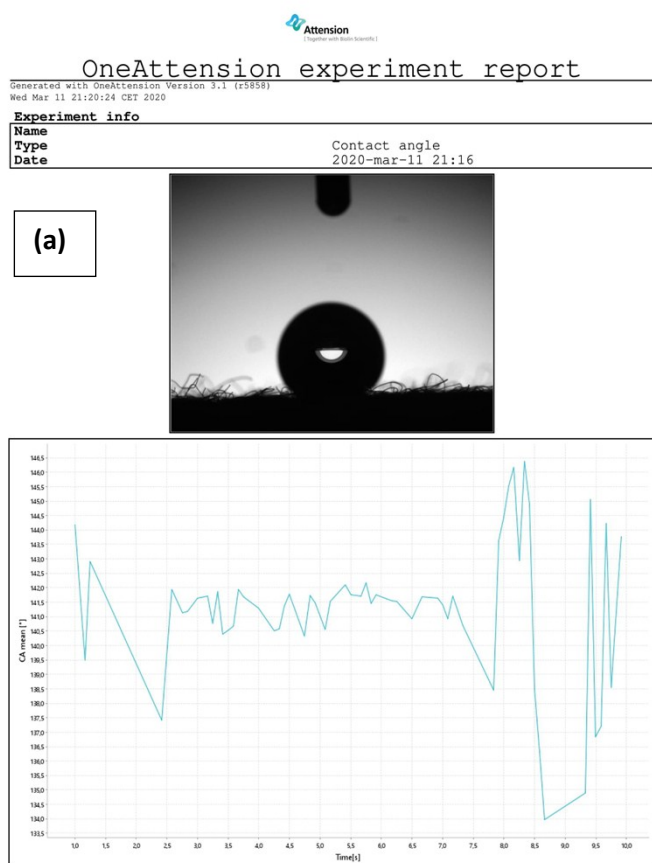 Attension
[ Together with Biolin Scientific ]
OneAttension experiment report
Generated with OneAttension Version 3.1 (r5858)
Wed Mar 11 21:20:24 CET 2020
Experiment info
Name
Type Contact angle
Date 2020-mar-11 21:16
(a)
146,5
146,0
145,5
145,0
144,5
144,0
143,5
143,0
142,5
142,0
141,5
141,0
140,5
140,0
139,5
139,0
138,5
138,0
137,5
137,0
136,5
136,0
135,5
135,0
134,5
134,0
133,5
CA mean [°]
1,0 1,5 2,0 2,5 3,0 3,5 4,0 4,5 5,0 5,5 6,0 6,5 7,0 7,5 8,0 8,5 9,0 9,5 10,0
Time[s]